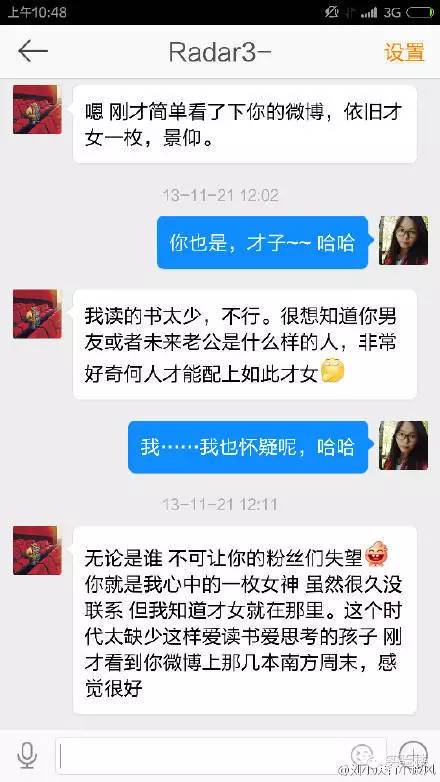 上午10:48
3G
Radar3-
设置
嗯 刚才简单看了下你的微博，依旧才
女一枚，景仰。
13-11-21 12:02
你也是，才子~~ 哈哈
我读的书太少，不行。很想知道你男
友或者未来老公是什么样的人，非常
好奇何人才能配上如此才女
我……我也怀疑呢，哈哈
13-11-21 12:11
无论是谁 不可让你的粉丝们失望
你就是我心中的一枚女神 虽然很久没
联系 但我知道才女就在那里。这个时
代太缺少这样爱读书爱思考的孩子 刚
才看到你微博上那几本南方周末，感
觉很好